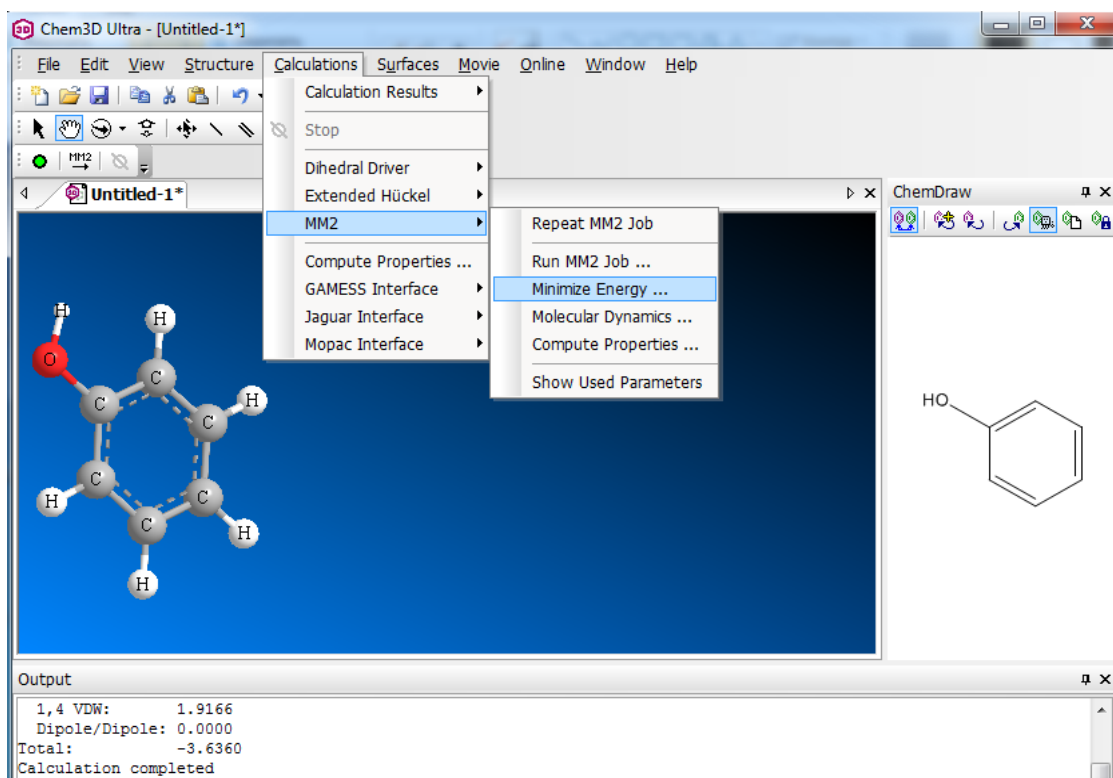 Chem3D Ultra - [Untitled-1*]
File Edit View Structure Calculations Surfaces Movie Online Window Help
Calculation Results
Stop
MM2
Dihedral Driver
Extended Hückel
MM2
Compute Properties ...
GAMESS Interface
Jaguar Interface
Mopac Interface
Repeat MM2 Job
Run MM2 Job ...
Minimize Energy ...
Molecular Dynamics ...
Compute Properties ...
Show Used Parameters
Untitled-1*
ChemDraw
H
H
O
C
C
H
C
C
H
C
C
H
H
HO
Output
1,4 VDW: 1.9166
Dipole/Dipole: 0.0000
Total: -3.6360
Calculation completed